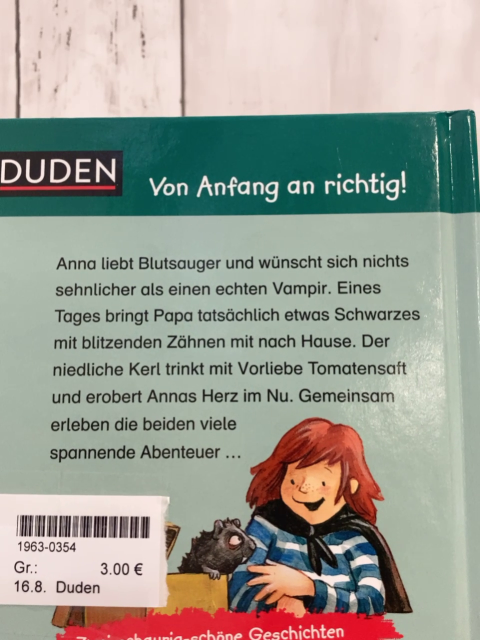 DUDEN
Von Anfang an richtig!
Anna liebt Blutsauger und wünscht sich nichts
sehnlicher als einen echten Vampir. Eines
Tages bringt Papa tatsächlich etwas Schwarzes
mit blitzenden Zähnen mit nach Hause. Der
niedliche Kerl trinkt mit Vorliebe Tomatensaft
und erobert Annas Herz im Nu. Gemeinsam
erleben die beiden viele
spannende Abenteuer …
1963-0354
Gr.: 3.00 €
16.8. Duden
schaurig-schöne Geschichten